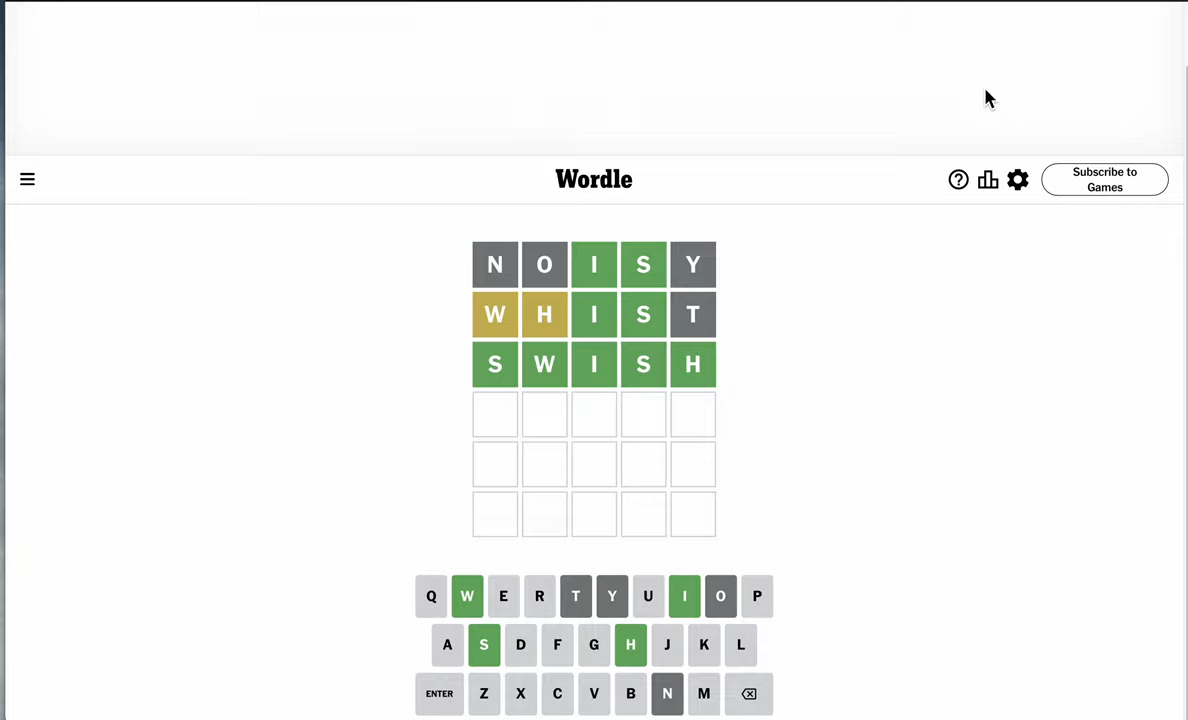 Wordle
Subscribe to
Games
N O I S Y
W H I S T
S W I S H
Q W E R T Y U I O P
A S D F G H J K L
ENTER Z X C V B N M